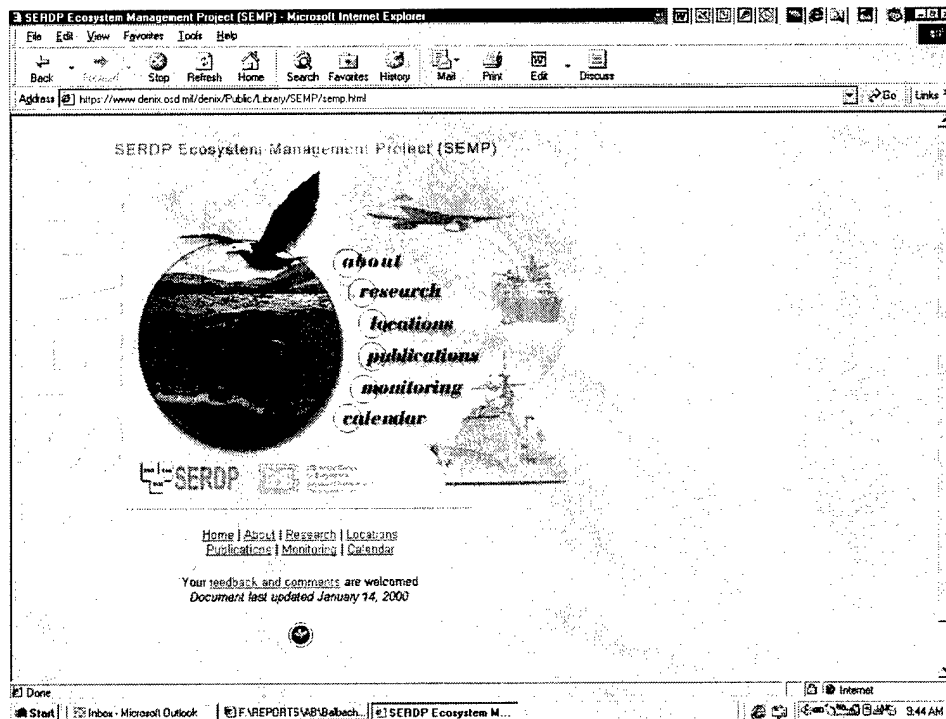 SERDP Ecosystem Management Project (SEMP) - Microsoft Internet Explorer
File Edit View Favorites Tools Help
Back Forward Stop Refresh Home Search Favorites History Mail Print Edit Discuss
Address https://www.denix.osd.mil/denix/Public/Library/SEMP/semp.html Go Links
SERDP Ecosystem Management Project (SEMP)
about
research
locations
publications
monitoring
calendar
SERDP
Home | About | Research | Locations
Publications | Monitoring | Calendar
Your feedback and comments are welcomed
Document last updated January 14, 2000
Done Internet
Start Inbox - Microsoft Outlook F:\REPORTS\AB\Balbach... SERDP Ecosystem M... 9:44 AM